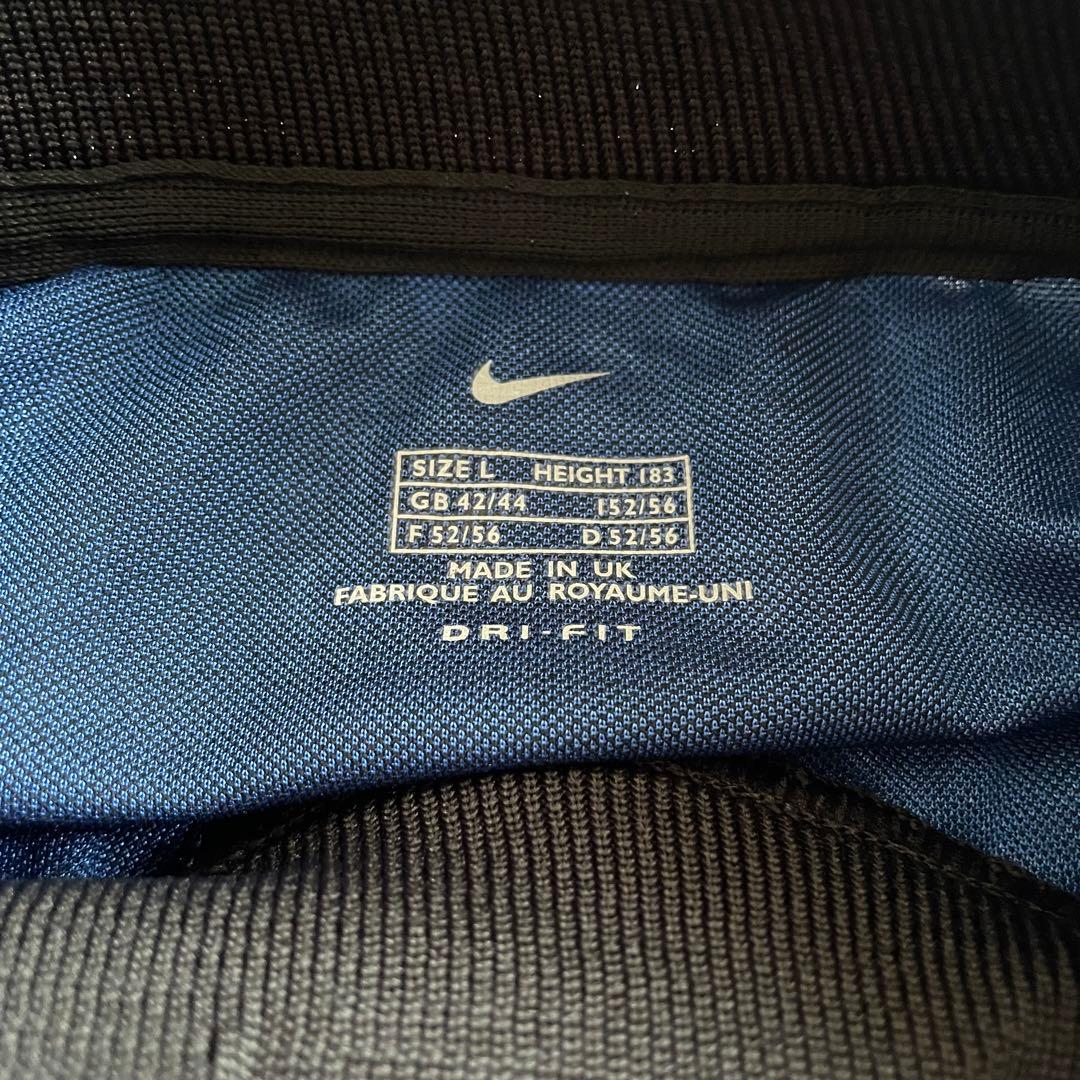 SIZE L HEIGHT 183
GB 42/44 I 52/56
F 52/56 D 52/56
MADE IN UK
FABRIQUE AU ROYAUME-UNI
DRI-FIT